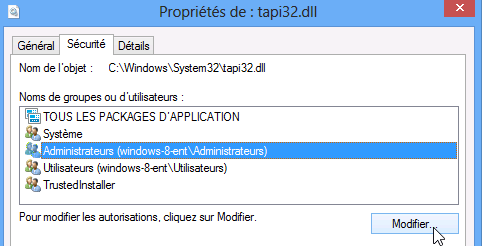 Propriétés de : tapi32.dll
Général Sécurité Détails
Nom de l'objet : C:\Windows\System32\tapi32.dll
Noms de groupes ou d'utilisateurs :
TOUS LES PACKAGES D'APPLICATION
Système
Administrateurs (windows-8-ent\Administrateurs)
Utilisateurs (windows-8-ent\Utilisateurs)
TrustedInstaller
Pour modifier les autorisations, cliquez sur Modifier.
Modifier...